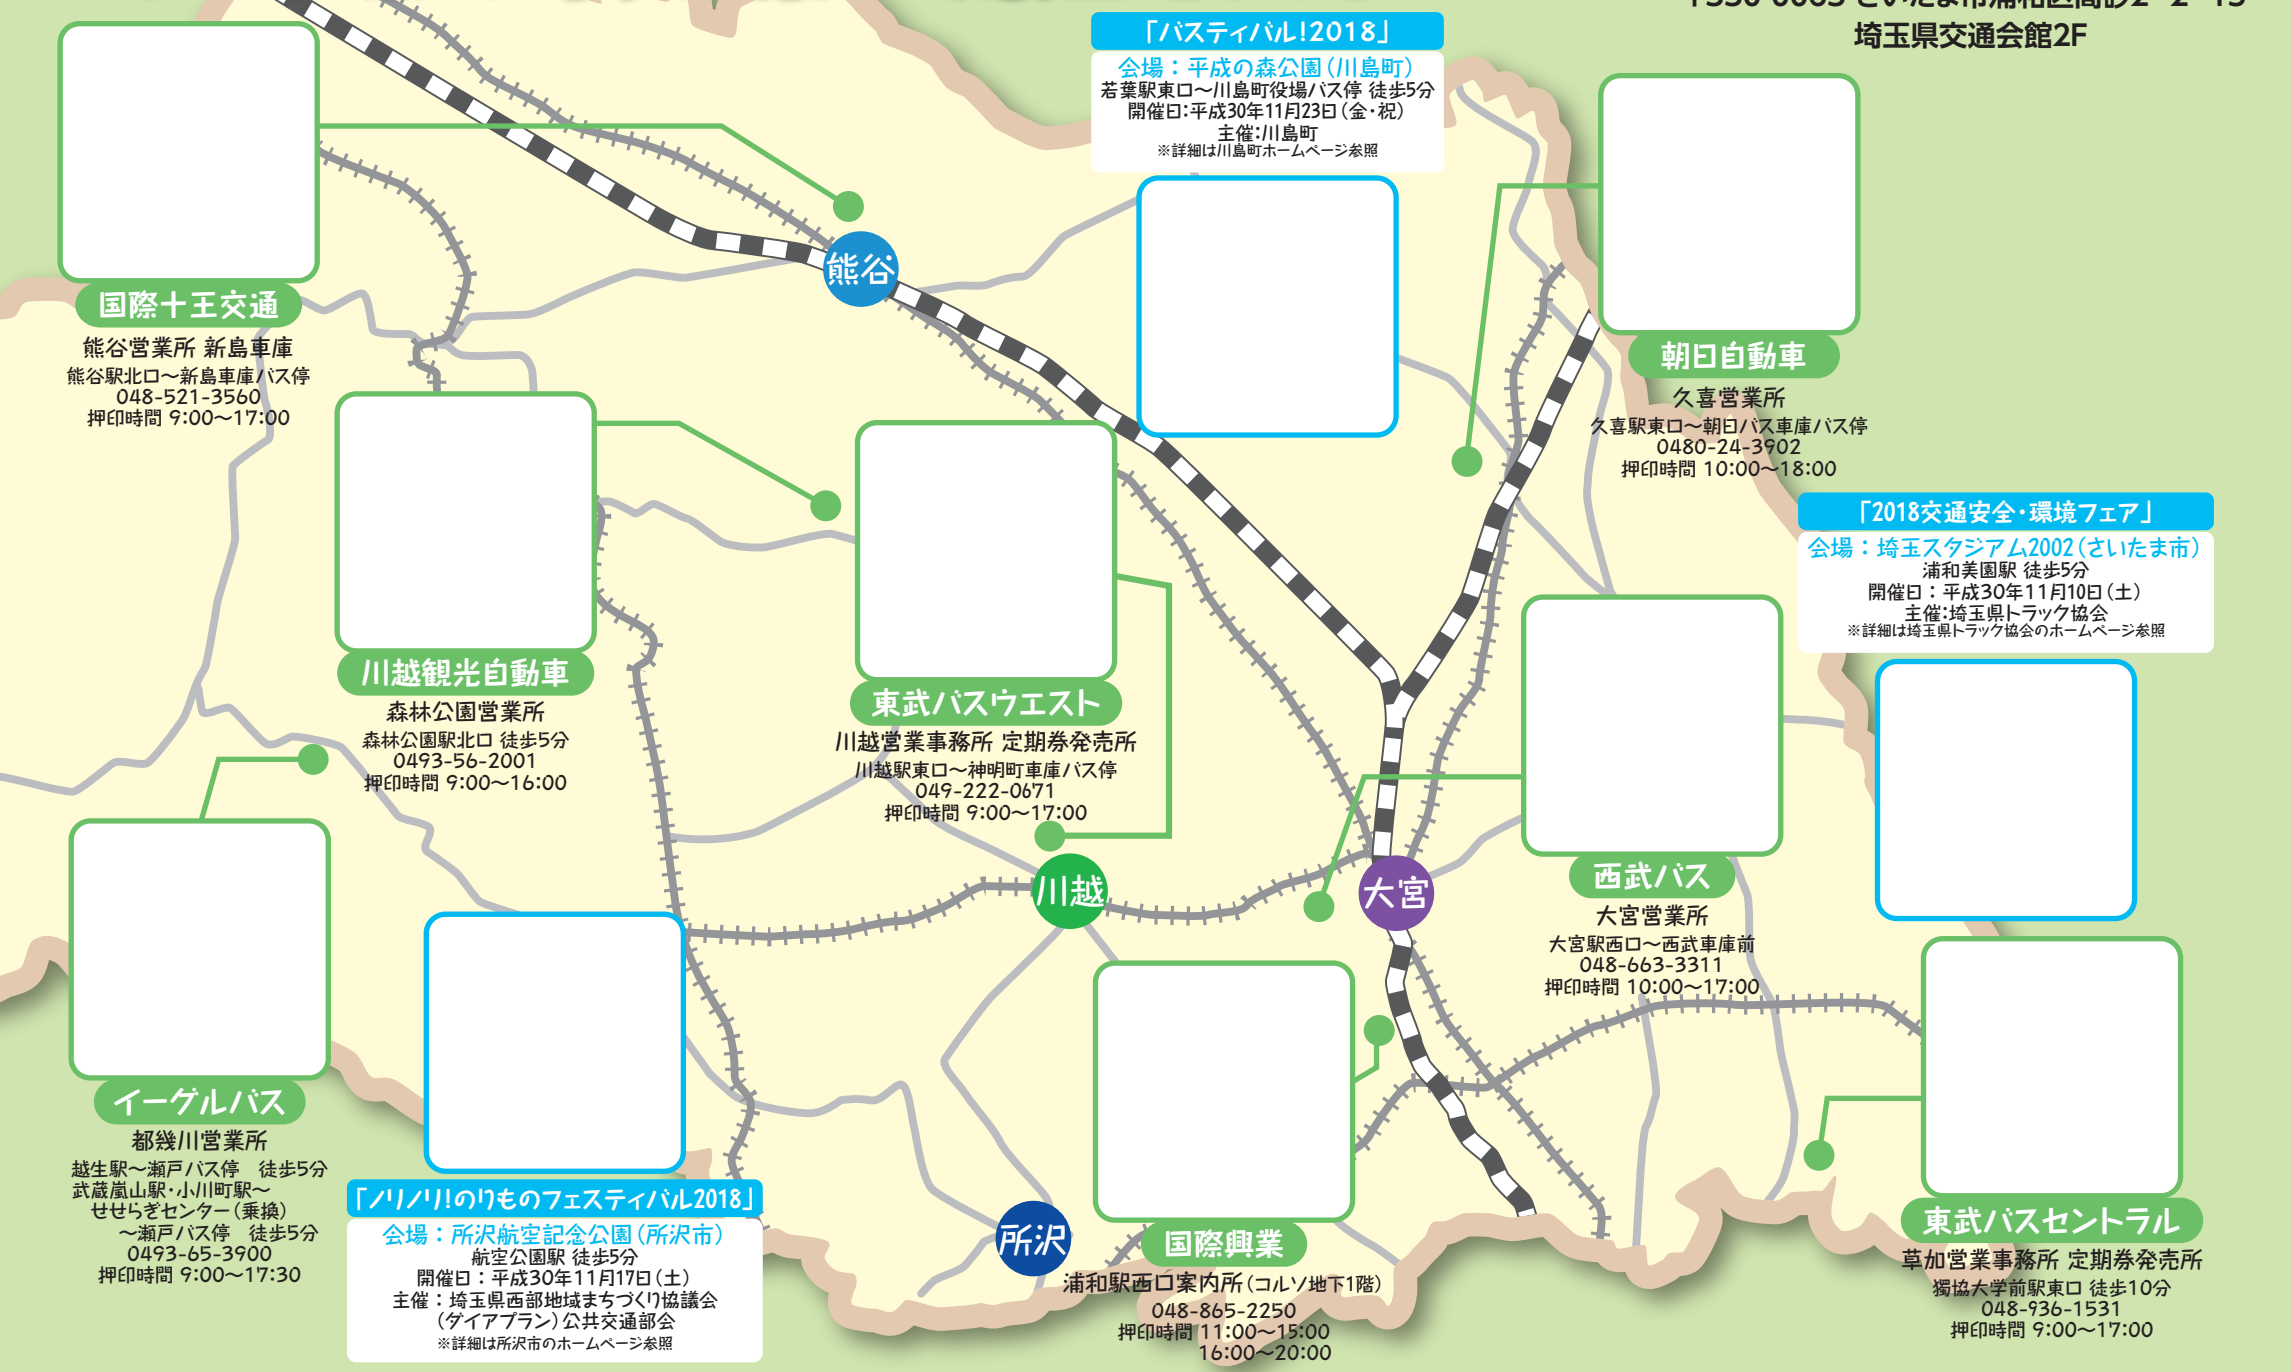 埼玉県交通会館2F
「バスティバル!2018」
会場：平成の森公園(川島町)
若葉駅東口〜川島町役場バス停 徒歩5分
開催日:平成30年11月23日(金・祝)
主催:川島町
※詳細は川島町ホームページ参照
熊谷
国際十王交通
熊谷営業所 新島車庫
熊谷駅北口〜新島車庫バス停
048-521-3560
押印時間 9:00〜17:00
朝日自動車
久喜営業所
久喜駅東口〜朝日バス車庫バス停
0480-24-3902
押印時間 10:00〜18:00
「2018交通安全・環境フェア」
会場：埼玉スタジアム2002(さいたま市)
浦和美園駅 徒歩5分
開催日：平成30年11月10日(土)
主催:埼玉県トラック協会
※詳細は埼玉県トラック協会のホームページ参照
川越観光自動車
森林公園営業所
森林公園駅北口 徒歩5分
0493-56-2001
押印時間 9:00〜16:00
東武バスウエスト
川越営業事務所 定期券発売所
川越駅東口〜神明町車庫バス停
049-222-0671
押印時間 9:00〜17:00
川越
大宮
西武バス
大宮営業所
大宮駅西口〜西武車庫前
048-663-3311
押印時間 10:00〜17:00
イーグルバス
都幾川営業所
越生駅〜瀬戸バス停　徒歩5分
武蔵嵐山駅・小川町駅〜
せせらぎセンター(乗換)
〜瀬戸バス停　徒歩5分
0493-65-3900
押印時間 9:00〜17:30
「ノリノリ!のりものフェスティバル2018」
会場：所沢航空記念公園(所沢市)
航空公園駅 徒歩5分
開催日：平成30年11月17日(土)
主催：埼玉県西部地域まちづくり協議会
(ダイアプラン)公共交通部会
※詳細は所沢市のホームページ参照
所沢
国際興業
浦和駅西口案内所(コルソ地下1階)
048-865-2250
押印時間 11:00〜15:00
16:00〜20:00
東武バスセントラル
草加営業事務所 定期券発売所
獨協大学前駅東口 徒歩10分
048-936-1531
押印時間 9:00〜17:00